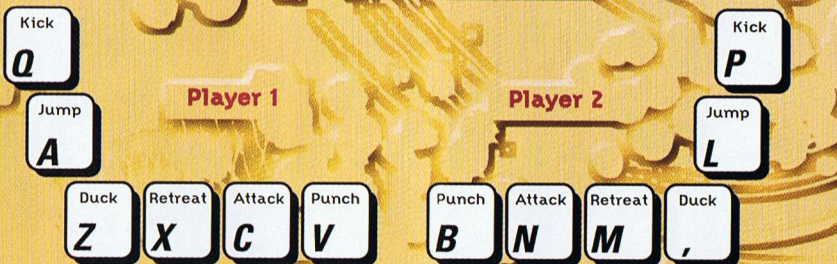 Kick
Q
Kick
P
Player 1
Player 2
Jump
A
Jump
L
Duck
Z
Retreat
X
Attack
C
Punch
V
Punch
B
Attack
N
Retreat
M
Duck
,